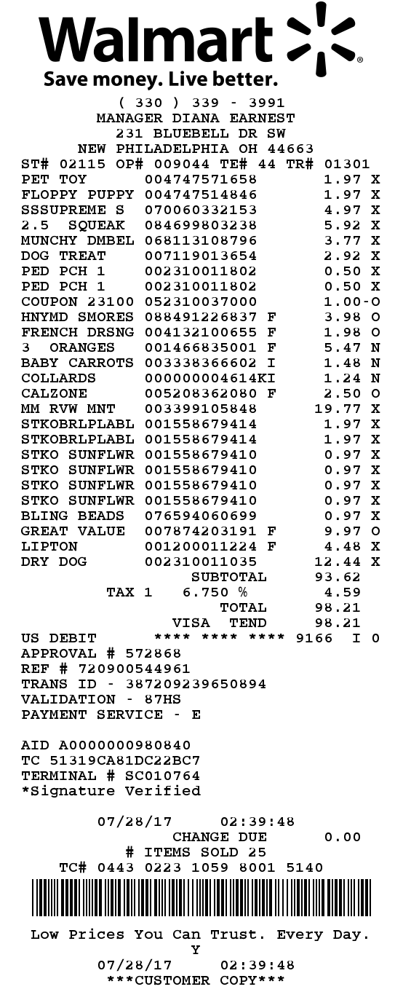 Walmart
Save money. Live better.
( 330 ) 339 - 3991
MANAGER DIANA EARNEST
231 BLUEBELL DR SW
NEW PHILADELPHIA OH 44663
ST# 02115 OP# 009044 TE# 44 TR# 01301
PET TOY 004747571658 1.97 X
FLOPPY PUPPY 004747514846 1.97 X
SSSUPREME S 070060332153 4.97 X
2.5 SQUEAK 084699803238 5.92 X
MUNCHY DMBEL 068113108796 3.77 X
DOG TREAT 007119013654 2.92 X
PED PCH 1 002310011802 0.50 X
PED PCH 1 002310011802 0.50 X
COUPON 23100 052310037000 1.00-O
HNYMD SMORES 088491226837 F 3.98 O
FRENCH DRSNG 004132100655 F 1.98 O
3 ORANGES 001466835001 F 5.47 N
BABY CARROTS 003338366602 I 1.48 N
COLLARDS 000000004614KI 1.24 N
CALZONE 005208362080 F 2.50 O
MM RVW MNT 003399105848 19.77 X
STKOBRLPLABL 001558679414 1.97 X
STKOBRLPLABL 001558679414 1.97 X
STKO SUNFLWR 001558679410 0.97 X
STKO SUNFLWR 001558679410 0.97 X
STKO SUNFLWR 001558679410 0.97 X
STKO SUNFLWR 001558679410 0.97 X
BLING BEADS 076594060699 0.97 X
GREAT VALUE 007874203191 F 9.97 O
LIPTON 001200011224 F 4.48 X
DRY DOG 002310011035 12.44 X
SUBTOTAL 93.62
TAX 1 6.750 % 4.59
TOTAL 98.21
VISA TEND 98.21
US DEBIT **** **** **** 9166 I 0
APPROVAL # 572868
REF # 720900544961
TRANS ID - 387209239650894
VALIDATION - 87HS
PAYMENT SERVICE - E
AID A0000000980840
TC 51319CA81DC22BC7
TERMINAL # SC010764
*Signature Verified
07/28/17 02:39:48
CHANGE DUE 0.00
# ITEMS SOLD 25
TC# 0443 0223 1059 8001 5140
Low Prices You Can Trust. Every Day.
Y
07/28/17 02:39:48
***CUSTOMER COPY***